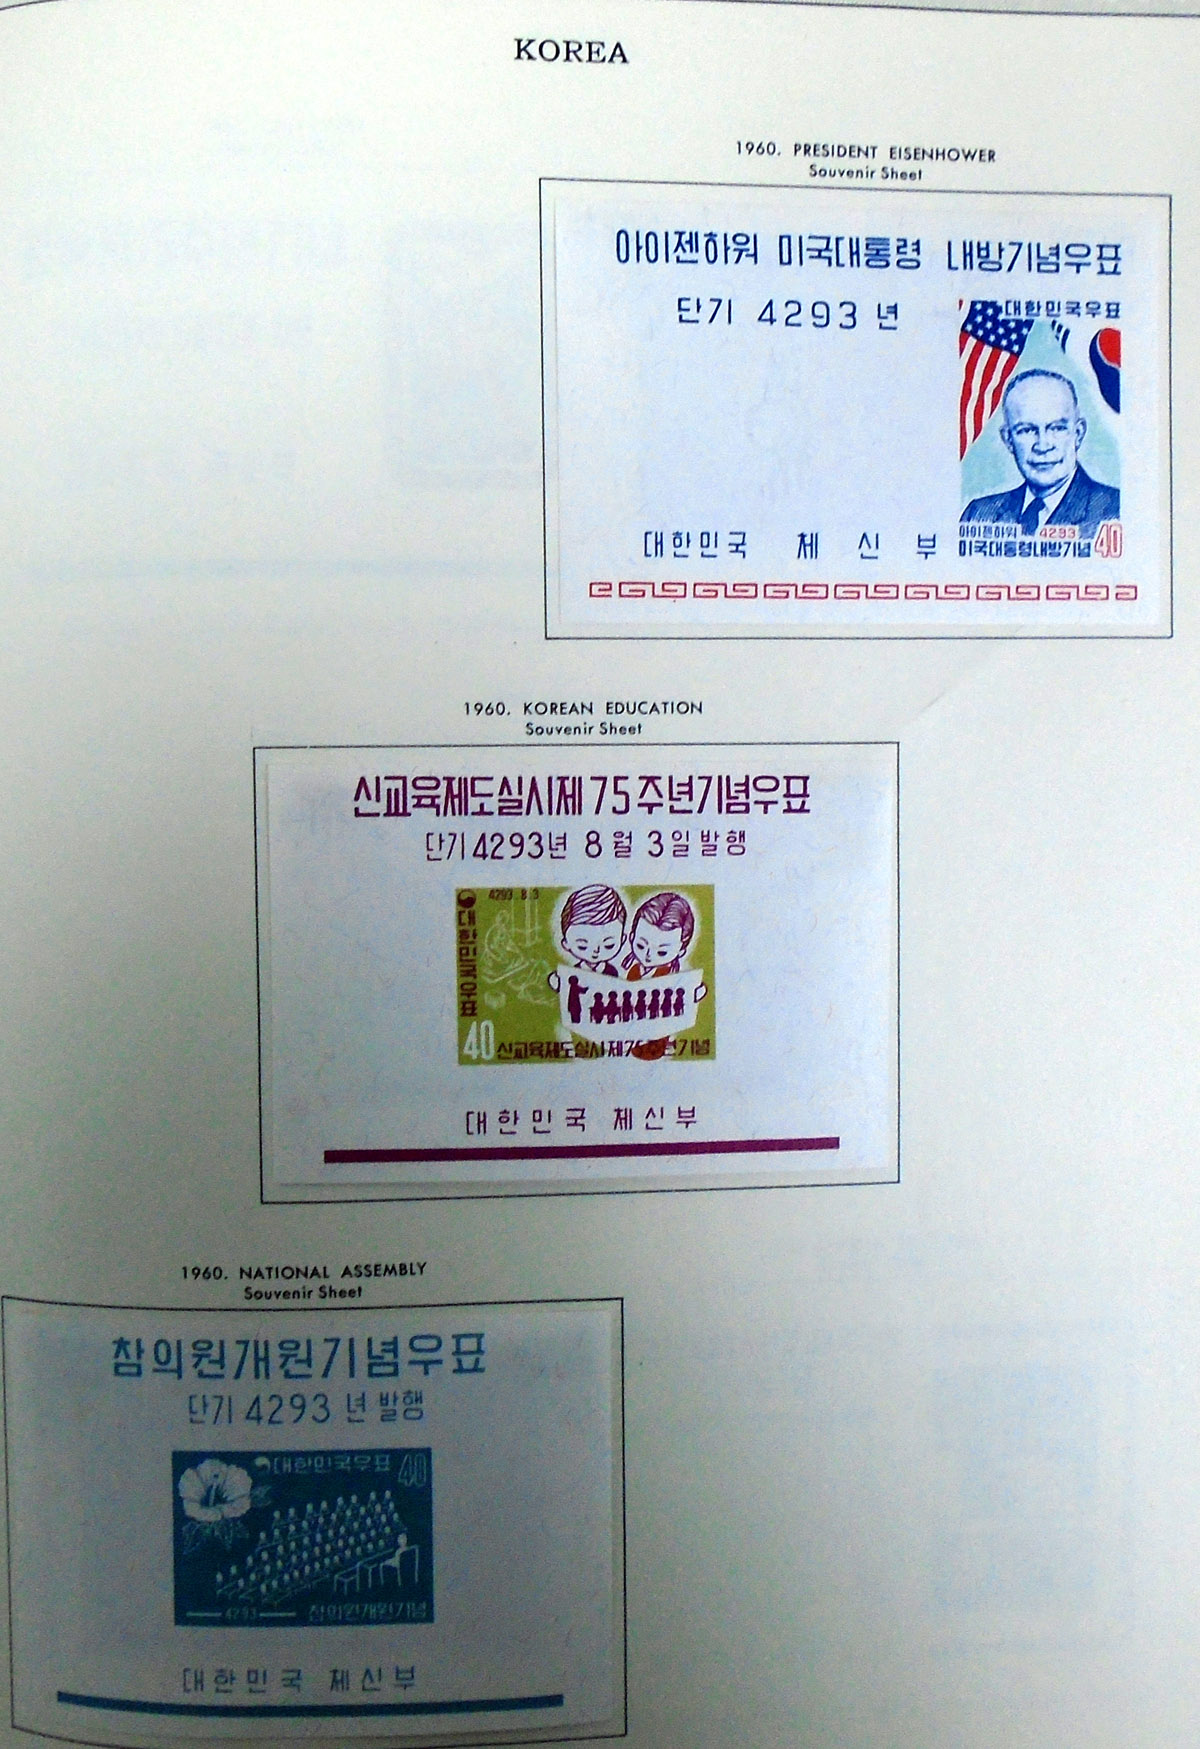 KOREA
1960. PRESIDENT EISENHOWER
Souvenir Sheet
아이젠하워 미국대통령 내방기념우표
단기 4293 년
대한민국우표
아이젠하워 4293
미국대통령내방기념 40
대한민국 체신부
1960. KOREAN EDUCATION
Souvenir Sheet
신교육제도실시제75주년기념우표
단기4293년 8월 3일발행
4293.8.3
대한민국우표
40 신교육제도실시제75주년기념
대한민국 체신부
1960. NATIONAL ASSEMBLY
Souvenir Sheet
참의원개원기념우표
단기4293 년발행
대한민국우표 40
4293 참의원개원기념
대한민국 체신부